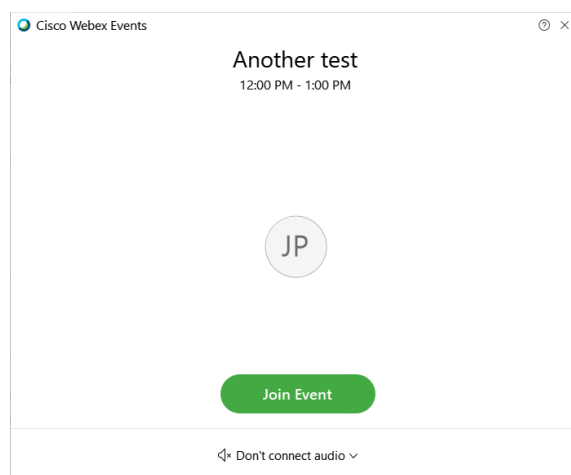 Cisco Webex Events
Another test
12:00 PM - 1:00 PM
JP
Join Event
Don't connect audio